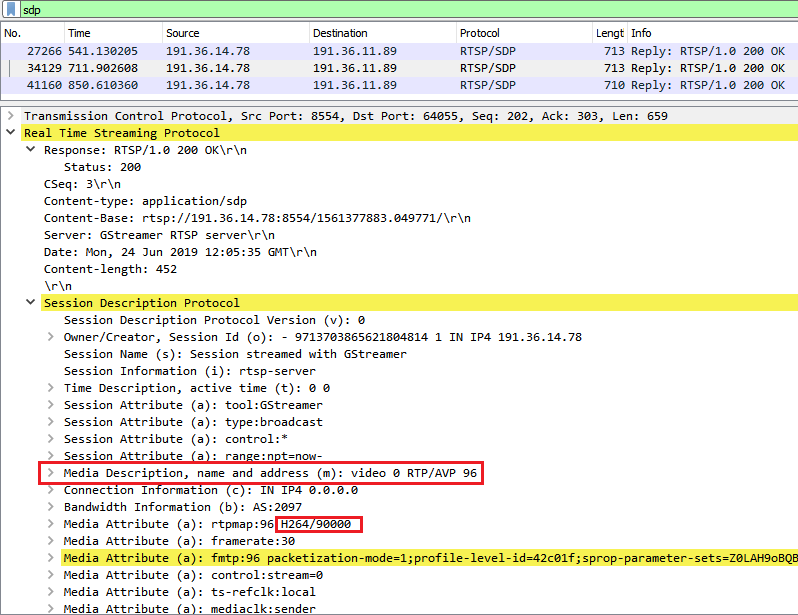 sdp
No. Time Source Destination Protocol Lengt Info
27266 541.130205 191.36.14.78 191.36.11.89 RTSP/SDP 713 Reply: RTSP/1.0 200 OK
34129 711.902608 191.36.14.78 191.36.11.89 RTSP/SDP 713 Reply: RTSP/1.0 200 OK
41160 850.610360 191.36.14.78 191.36.11.89 RTSP/SDP 710 Reply: RTSP/1.0 200 OK
Transmission Control Protocol, Src Port: 8554, Dst Port: 64055, Seq: 202, Ack: 303, Len: 659
Real Time Streaming Protocol
Response: RTSP/1.0 200 OK\r\n
Status: 200
CSeq: 3\r\n
Content-type: application/sdp
Content-Base: rtsp://191.36.14.78:8554/1561377883.049771/\r\n
Server: GStreamer RTSP server\r\n
Date: Mon, 24 Jun 2019 12:05:35 GMT\r\n
Content-length: 452
\r\n
Session Description Protocol
Session Description Protocol Version (v): 0
Owner/Creator, Session Id (o): - 9713703865621804814 1 IN IP4 191.36.14.78
Session Name (s): Session streamed with GStreamer
Session Information (i): rtsp-server
Time Description, active time (t): 0 0
Session Attribute (a): tool:GStreamer
Session Attribute (a): type:broadcast
Session Attribute (a): control:*
Session Attribute (a): range:npt=now-
Media Description, name and address (m): video 0 RTP/AVP 96
Connection Information (c): IN IP4 0.0.0.0
Bandwidth Information (b): AS:2097
Media Attribute (a): rtpmap:96 H264/90000
Media Attribute (a): framerate:30
Media Attribute (a): fmtp:96 packetization-mode=1;profile-level-id=42c01f;sprop-parameter-sets=Z0LAH9oBQB
Media Attribute (a): control:stream=0
Media Attribute (a): ts-refclk:local
Media Attribute (a): mediaclk:sender